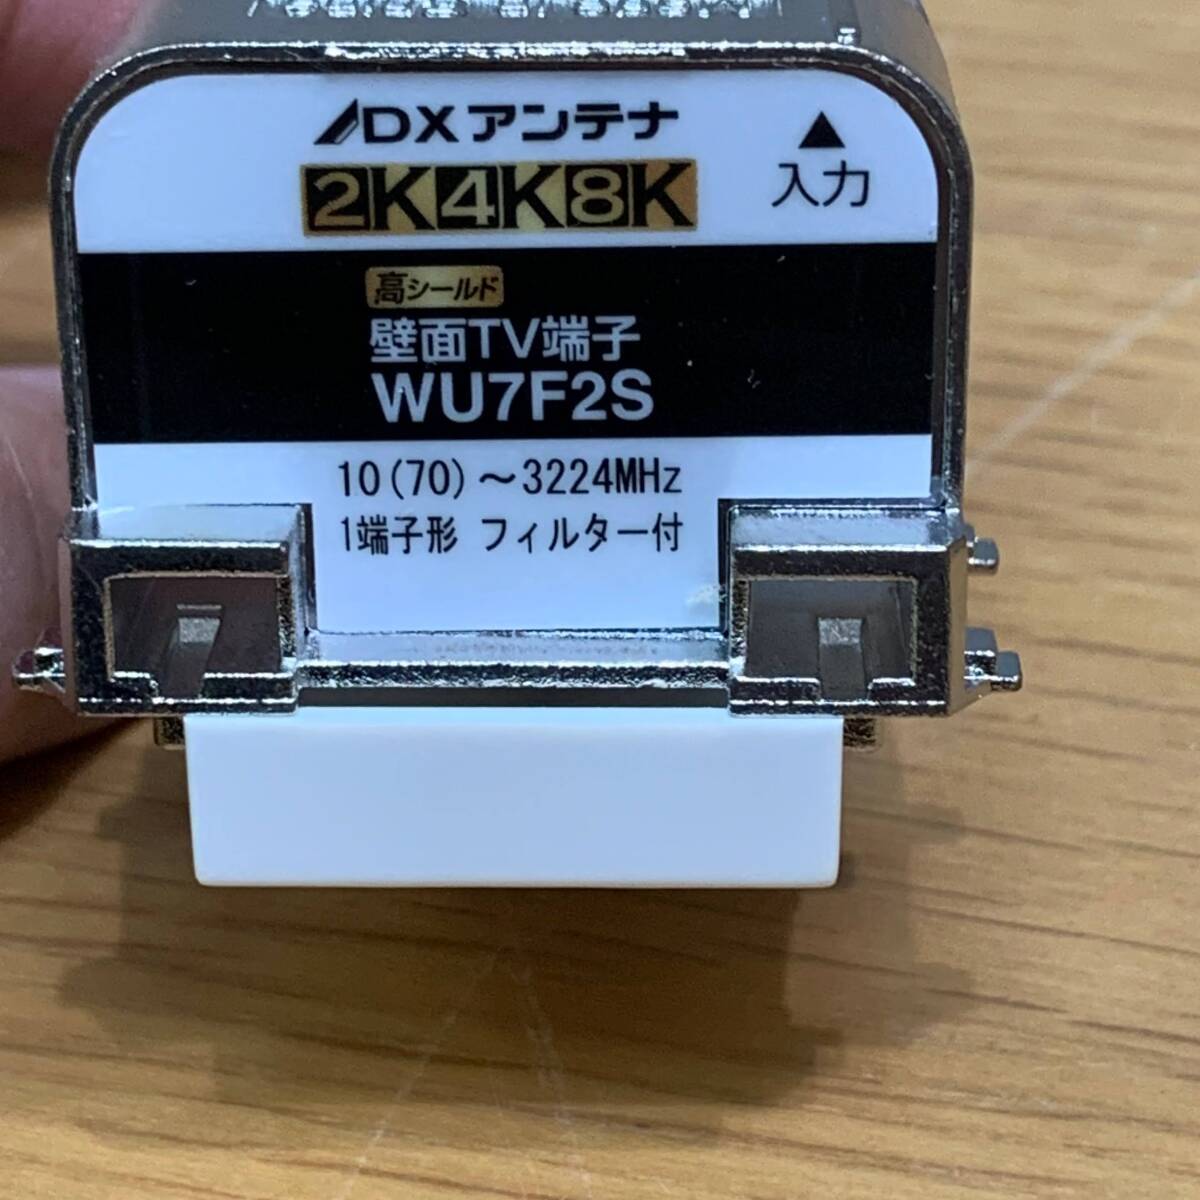 DXアンテナ
2K4K8K
▲
入力
高シールド
壁面TV端子
WU7F2S
10(70)～3224MHz
1端子形 フィルター付